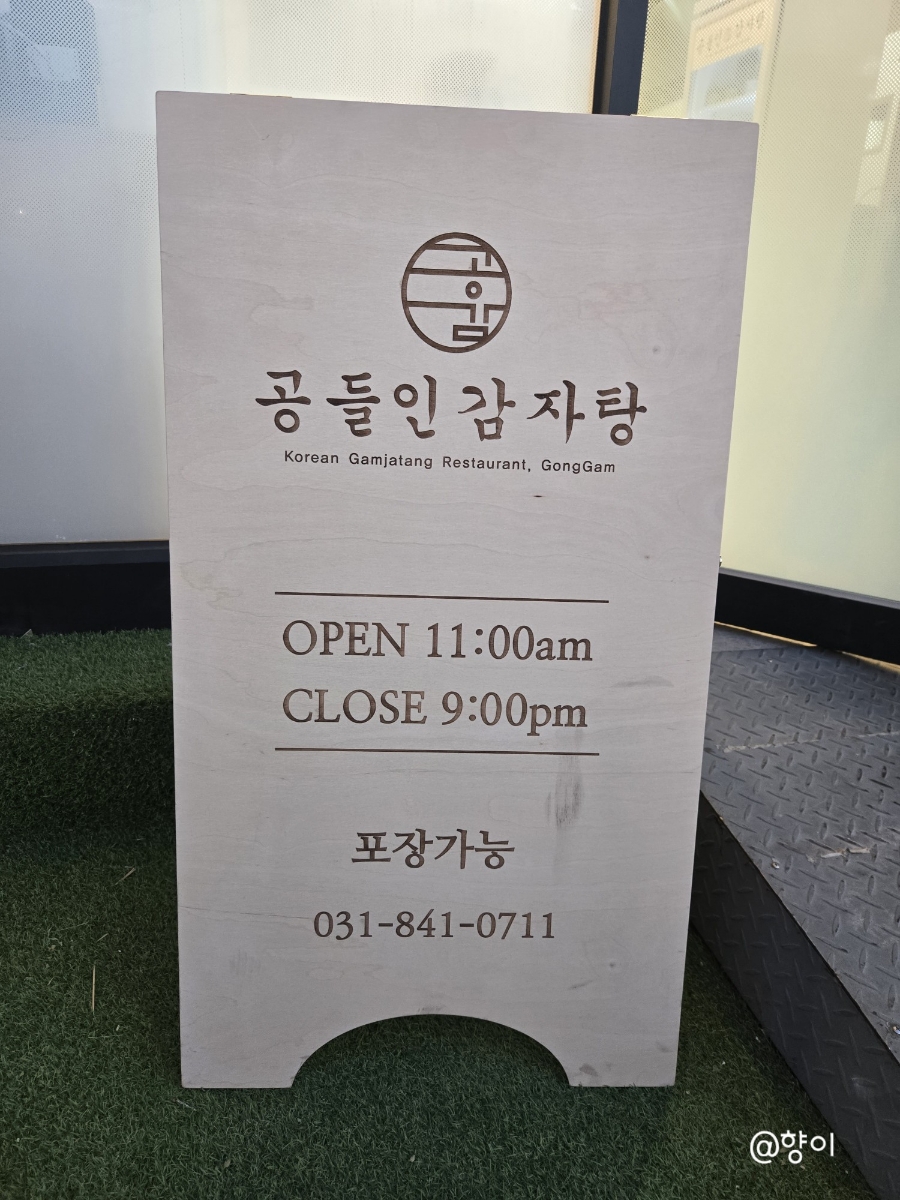 공감
공들인감자탕
Korean Gamjatang Restaurant, GongGam
OPEN 11:00am
CLOSE 9:00pm
포장가능
031-841-0711
@향이